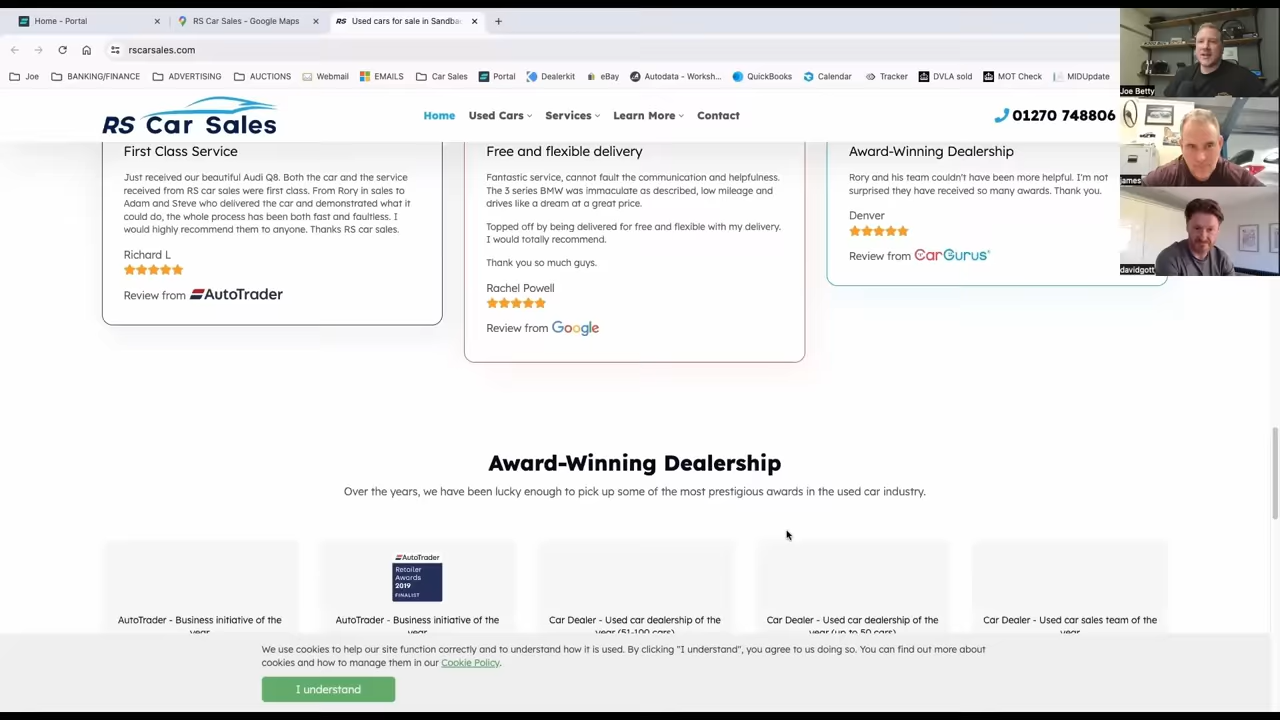 Home - Portal
RS Car Sales - Google Maps
RS Used cars for sale in Sandba
rscarsales.com
Joe
BANKING/FINANCE
ADVERTISING
AUCTIONS
Webmail
EMAILS
Car Sales
Portal
Dealerkit
eBay
Autodata - Worksh...
QuickBooks
Calendar
Tracker
DVLA sold
MOT Check
MIDUpdate
Joe Betty
james
davidgott
RS Car Sales
Home
Used Cars
Services
Learn More
Contact
01270 748806
First Class Service
Just received our beautiful Audi Q8. Both the car and the service
received from RS car sales were first class. From Rory in sales to
Adam and Steve who delivered the car and demonstrated what it
could do, the whole process has been both fast and faultless. I
would highly recommend them to anyone. Thanks RS car sales.
Richard L
Review from AutoTrader
Free and flexible delivery
Fantastic service, cannot fault the communication and helpfulness.
The 3 series BMW was immaculate as described, low mileage and
drives like a dream at a great price.
Topped off by being delivered for free and flexible with my delivery.
I would totally recommend.
Thank you so much guys.
Rachel Powell
Review from Google
Award-Winning Dealership
Rory and his team couldn't have been more helpful. I'm not
surprised they have received so many awards. Thank you.
Denver
Review from CarGurus
Award-Winning Dealership
Over the years, we have been lucky enough to pick up some of the most prestigious awards in the used car industry.
AutoTrader - Business initiative of the
year
AutoTrader
Retailer
Awards
2019
FINALIST
AutoTrader - Business initiative of the
year
Car Dealer - Used car dealership of the
year (51-100 cars)
Car Dealer - Used car dealership of the
year (up to 50 cars)
Car Dealer - Used car sales team of the
year
We use cookies to help our site function correctly and to understand how it is used. By clicking "I understand", you agree to us doing so. You can find out more about
cookies and how to manage them in our Cookie Policy.
I understand